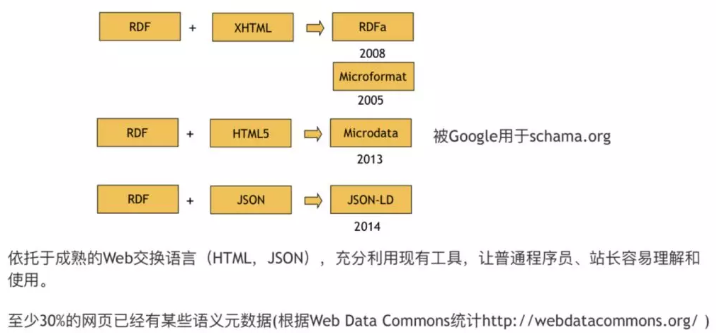 RDF + XHTML RDFa
2008
Microformat
2005
RDF + HTML5 Microdata 被Google用于schama.org
2013
RDF + JSON JSON-LD
2014
依托于成熟的Web交换语言（HTML，JSON），充分利用现有工具，让普通程序员、站长容易理解和
使用。
至少30%的网页已经有某些语义元数据(根据Web Data Commons统计http://webdatacommons.org/ )